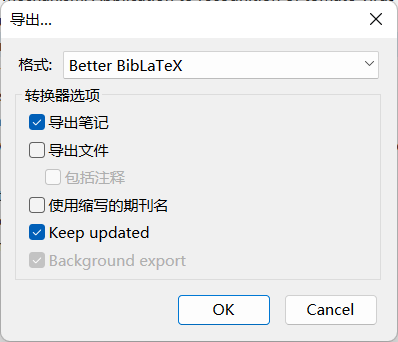 导出...
格式: Better BibLaTeX
转换器选项
导出笔记
导出文件
包括注释
使用缩写的期刊名
Keep updated
Background export
OK Cancel